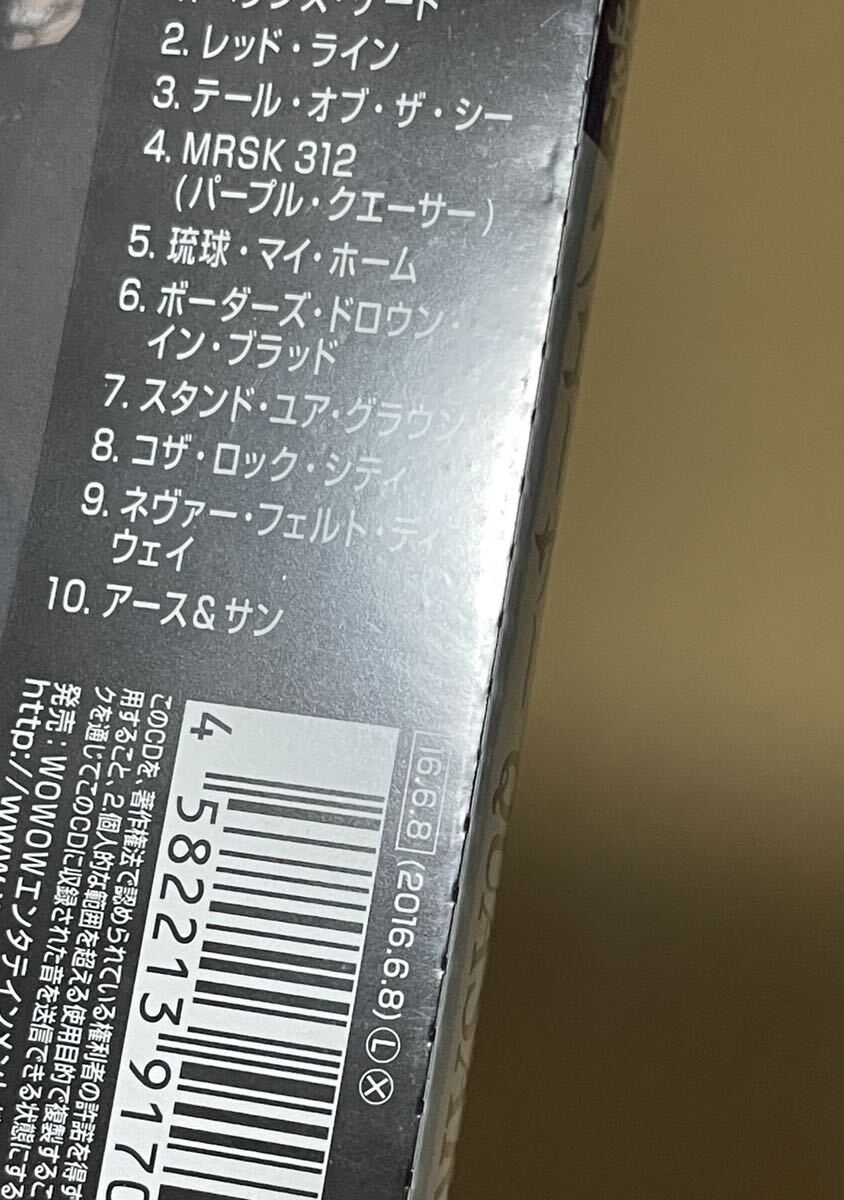 2. レッド・ライン
3. テール・オブ・ザ・シー
4. MRSK 312
(パープル・クエーサー)
5. 琉球・マイ・ホーム
6. ボーダーズ・ドロウン・
イン・ブラッド
7. スタンド・ユア・グラウン
8. コザ・ロック・シティ
9. ネヴァー・フェルト・ディ
ウェイ
10. アース&サン
16.6.8 (2016.6.8) Ⓛ Ⓧ
4 582213 9170
このCDを、著作権法で認められている権利者の許諾を得ず
用すること、2.個人的な範囲を超える使用目的で複製するこ
クを通じてこのCDに収録された音を送信できる状態にする
発売:WOWOWエンタテインメント
http://www.